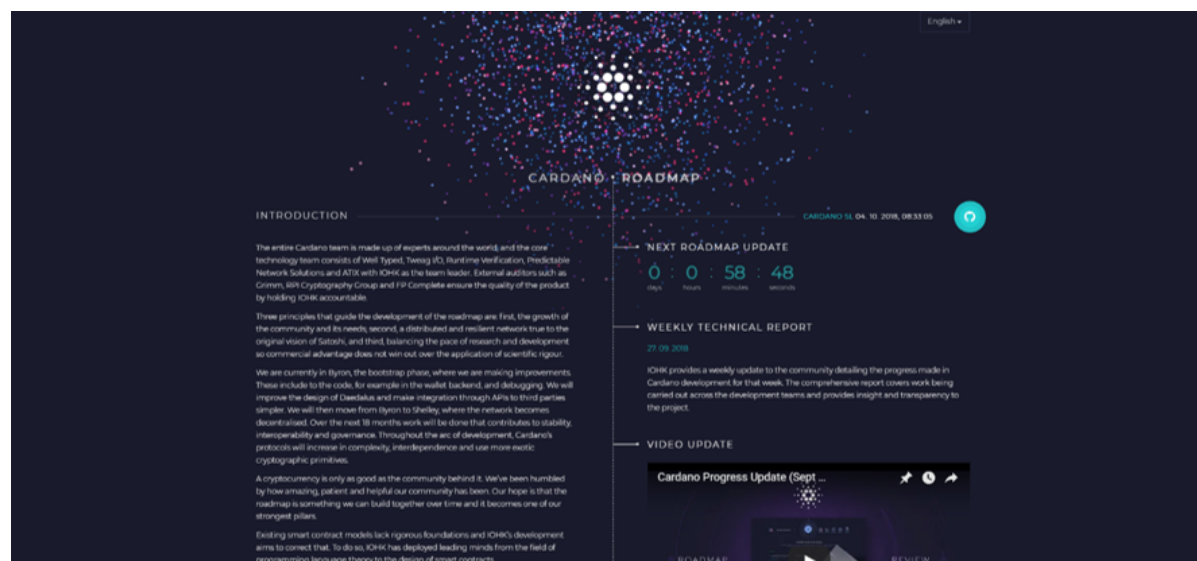 English
CARDANO • ROADMAP
INTRODUCTION
CARDANO SL 04. 10. 2018, 08:33:05
The entire Cardano team is made up of experts around the world, and the core
technology team consists of Well Typed, Tweag I/O, Runtime Verification, Predictable
Network Solutions and ATIX with IOHK as the team leader. External auditors such as
Grimm, RPI Cryptography Group and FP Complete ensure the quality of the product
by holding IOHK accountable.
Three principles that guide the development of the roadmap are: first, the growth of
the community and its needs, second, a distributed and resilient network true to the
original vision of Satoshi, and third, balancing the pace of research and development
so commercial advantage does not win out over the application of scientific rigour.
We are currently in Byron, the bootstrap phase, where we are making improvements.
These include to the code, for example in the wallet backend, and debugging. We will
improve the design of Daedalus and make integration through APIs to third parties
simpler. We will then move from Byron to Shelley, where the network becomes
decentralised. Over the next 18 months work will be done that contributes to stability,
interoperability and governance. Throughout the arc of development, Cardano's
protocols will increase in complexity, interdependence and use more exotic
cryptographic primitives.
A cryptocurrency is only as good as the community behind it. We've been humbled
by how amazing, patient and helpful our community has been. Our hope is that the
roadmap is something we can build together over time and it becomes one of our
strongest pillars.
Existing smart contract models lack rigorous foundations and IOHK's development
aims to correct that. To do so, IOHK has deployed leading minds from the field of
programming language theory to the design of smart contracts.
NEXT ROADMAP UPDATE
0 : 0 : 58 : 48
days hours minutes seconds
WEEKLY TECHNICAL REPORT
27. 09. 2018
IOHK provides a weekly update to the community detailing the progress made in
Cardano development for that week. The comprehensive report covers work being
carried out across the development teams and provides insight and transparency to
the project.
VIDEO UPDATE
Cardano Progress Update (Sept ...
ROADMAP REVIEW